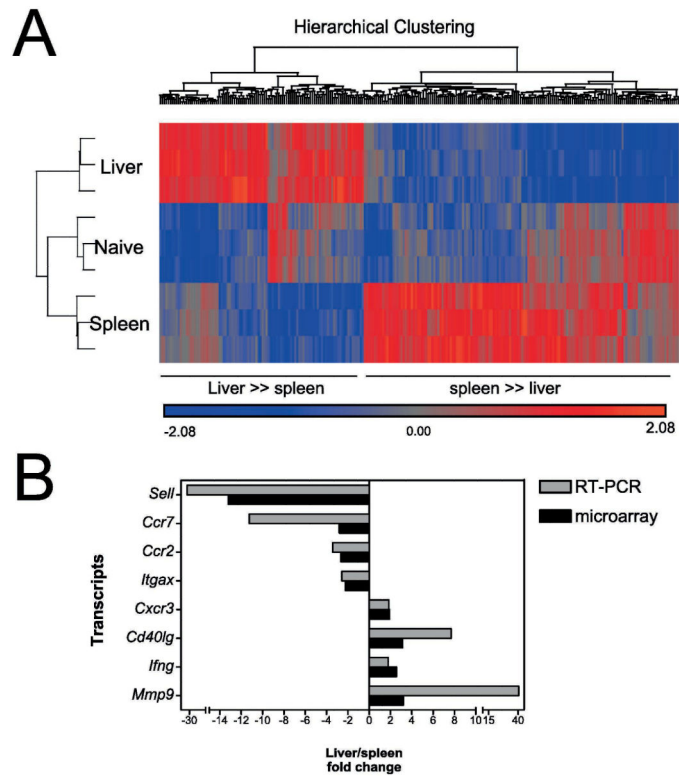 A
Hierarchical Clustering
Liver
Naive
Spleen
Liver >> spleen
spleen >> liver
-2.08
0.00
2.08
B
RT-PCR
microarray
Transcripts
Sell
Ccr7
Ccr2
Itgax
Cxcr3
Cd40lg
Ifng
Mmp9
-30 -14 -12 -10 -8 -6 -4 -2 0 2 4 6 8 10 15 40
Liver/spleen
fold change